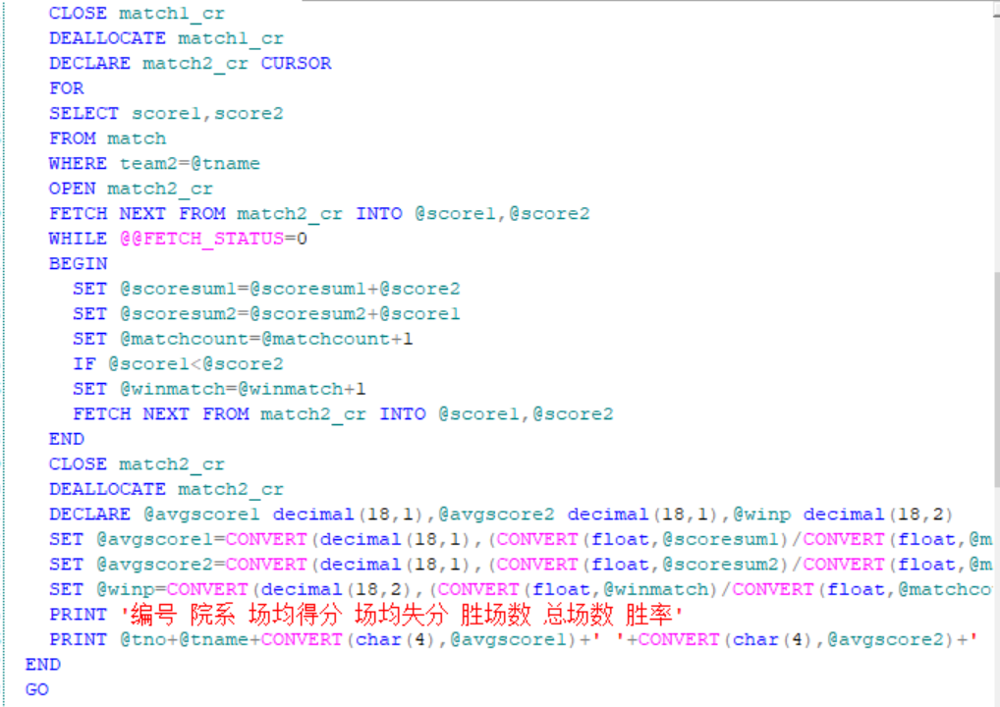 CLOSE match1_cr
DEALLOCATE match1_cr
DECLARE match2_cr CURSOR
FOR
SELECT score1,score2
FROM match
WHERE team2=@tname
OPEN match2_cr
FETCH NEXT FROM match2_cr INTO @score1,@score2
WHILE @@FETCH_STATUS=0
BEGIN
SET @scoresum1=@scoresum1+@score2
SET @scoresum2=@scoresum2+@score1
SET @matchcount=@matchcount+1
IF @score1<@score2
SET @winmatch=@winmatch+1
FETCH NEXT FROM match2_cr INTO @score1,@score2
END
CLOSE match2_cr
DEALLOCATE match2_cr
DECLARE @avgscore1 decimal(18,1),@avgscore2 decimal(18,1),@winp decimal(18,2)
SET @avgscore1=CONVERT(decimal(18,1),(CONVERT(float,@scoresum1)/CONVERT(float,@m
SET @avgscore2=CONVERT(decimal(18,1),(CONVERT(float,@scoresum2)/CONVERT(float,@m
SET @winp=CONVERT(decimal(18,2),(CONVERT(float,@winmatch)/CONVERT(float,@matchco
PRINT '编号 院系 场均得分 场均失分 胜场数 总场数 胜率'
PRINT @tno+@tname+CONVERT(char(4),@avgscore1)+' '+CONVERT(char(4),@avgscore2)+'
END
GO